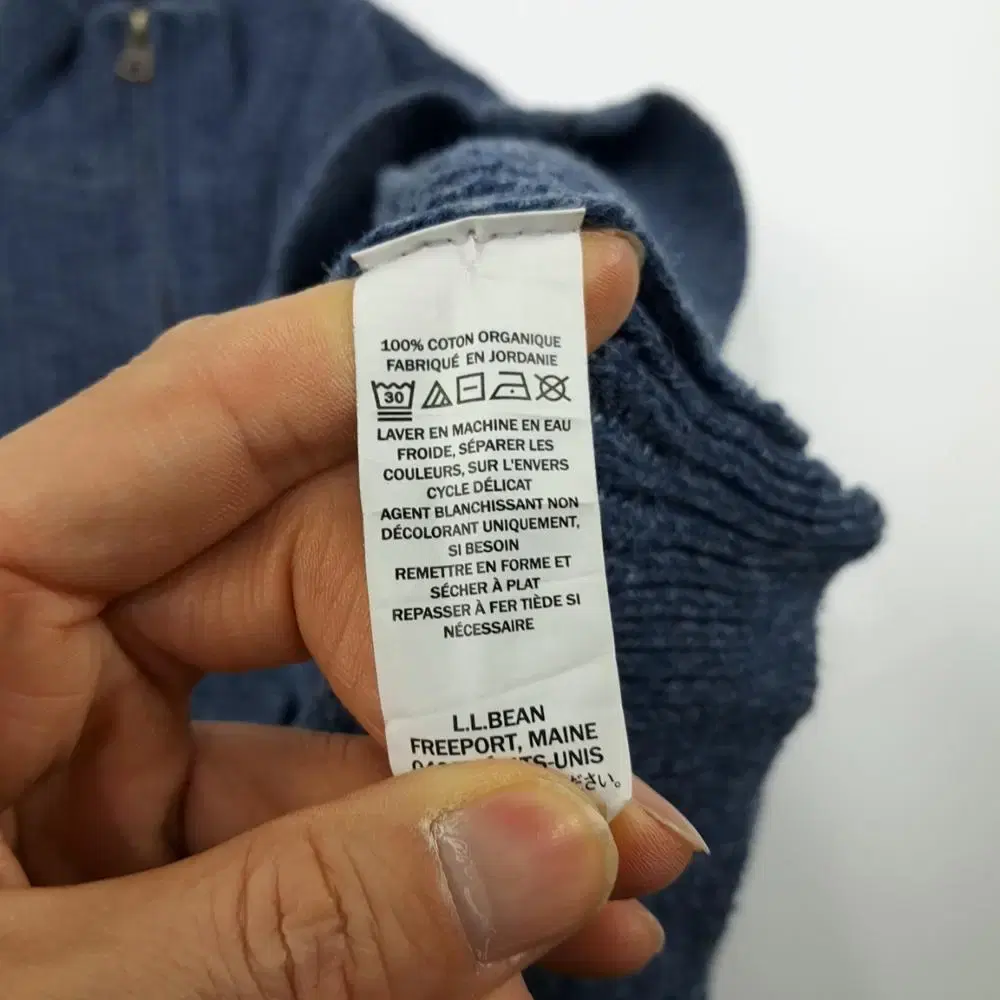 100% COTON ORGANIQUE
FABRIQUÉ EN JORDANIE
30
LAVER EN MACHINE EN EAU
FROIDE, SÉPARER LES
COULEURS, SUR L'ENVERS
CYCLE DÉLICAT
AGENT BLANCHISSANT NON
DÉCOLORANT UNIQUEMENT,
SI BESOIN
REMETTRE EN FORME ET
SÉCHER À PLAT
REPASSER À FER TIÈDE SI
NÉCESSAIRE
L.L.BEAN
FREEPORT, MAINE